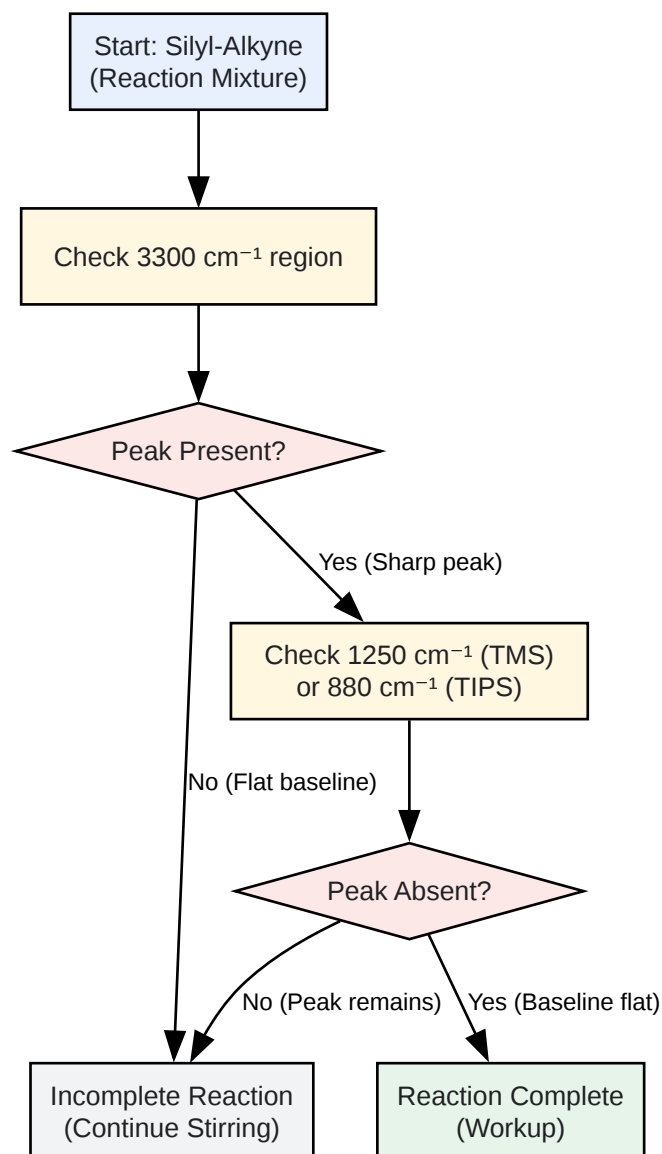 Start: Silyl-Alkyne
(Reaction Mixture)
Check 3300 cm⁻¹ region
Peak Present?
Yes (Sharp peak)
Check 1250 cm⁻¹ (TMS)
or 880 cm⁻¹ (TIPS)
No (Flat baseline)
Peak Absent?
No (Peak remains)
Yes (Baseline flat)
Incomplete Reaction
(Continue Stirring)
Reaction Complete
(Workup)